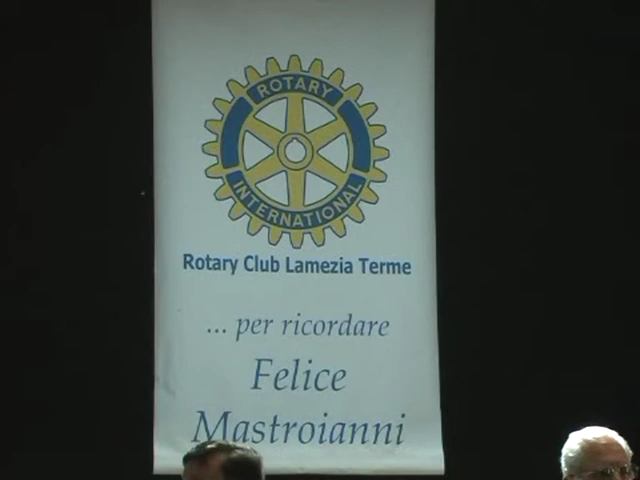 ROTARY
INTERNATIONAL
Rotary Club Lamezia Terme
... per ricordare
Felice
Mastroianni